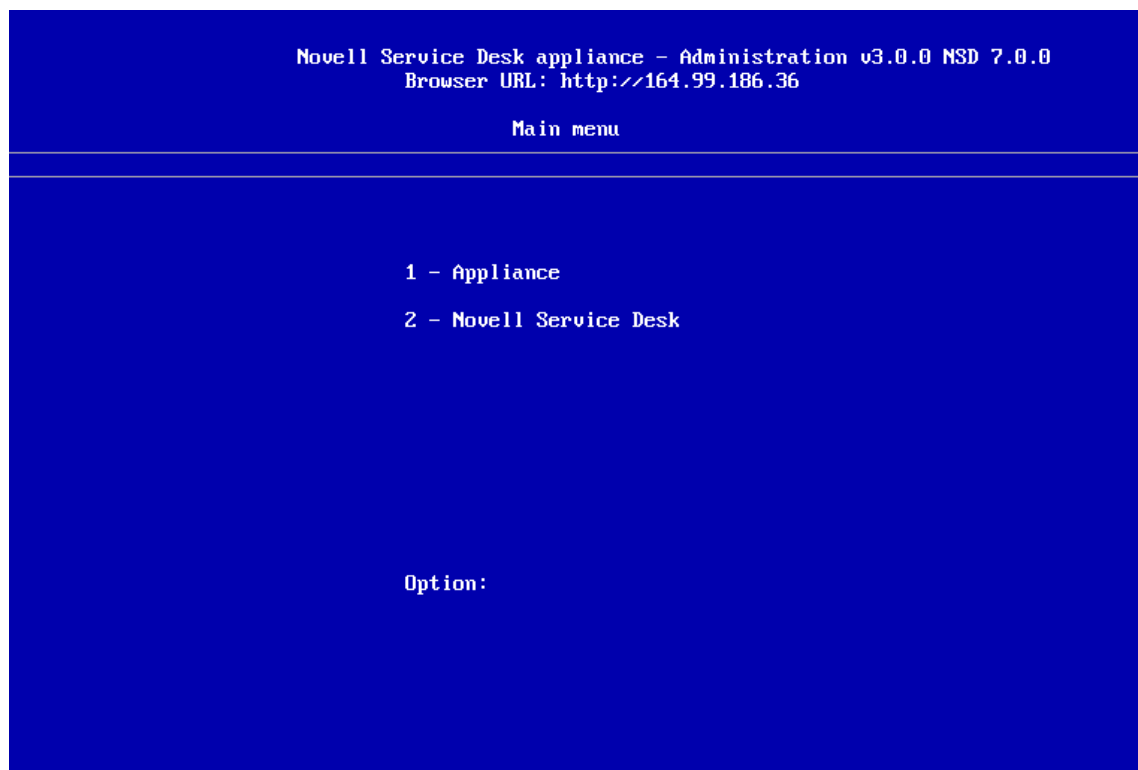 Novell Service Desk appliance - Administration v3.0.0 NSD 7.0.0
Browser URL: http://164.99.186.36
Main menu
1 - Appliance
2 - Novell Service Desk
Option: